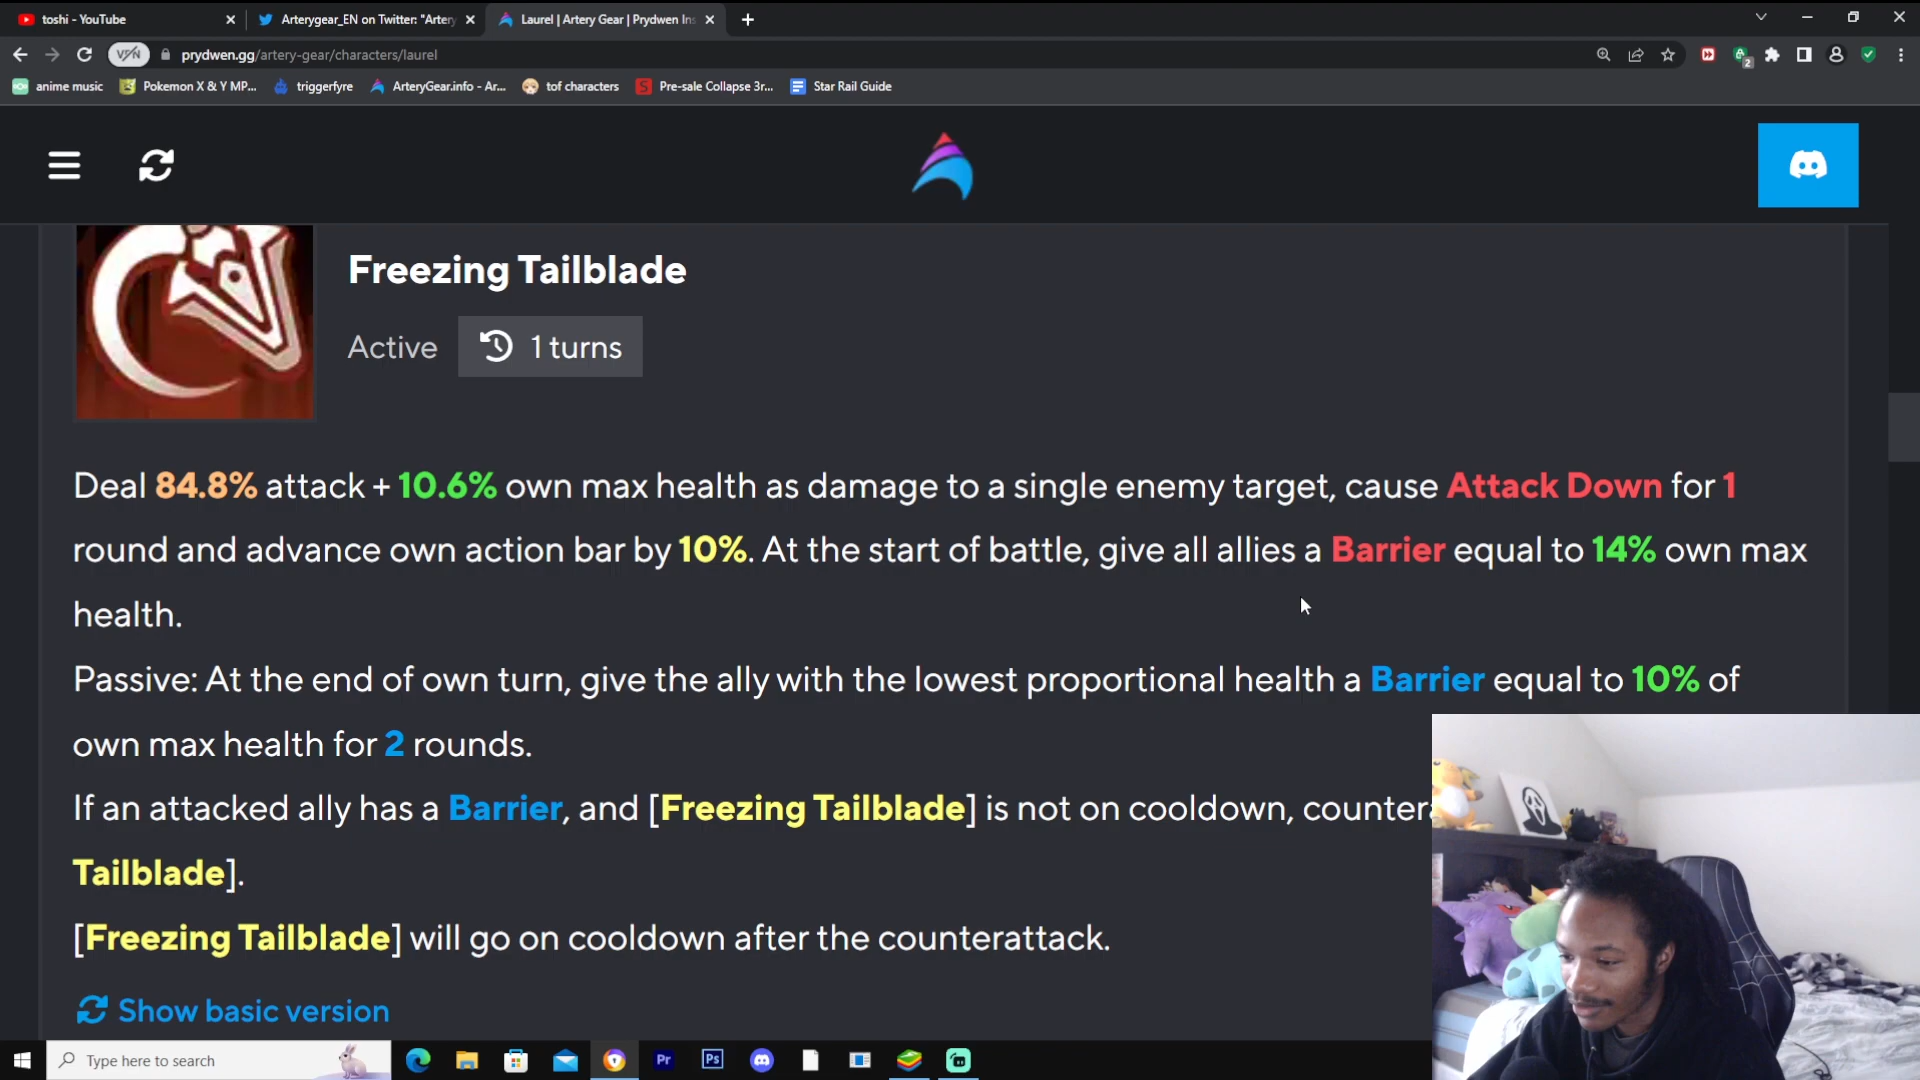 toshi - YouTube
Arterygear_EN on Twitter: "Artery
Laurel | Artery Gear | Prydwen Ins
VPN
prydwen.gg/artery-gear/characters/laurel
2
anime music
Pokemon X & Y MP...
triggerfyre
ArteryGear.info - Ar...
tof characters
Pre-sale Collapse 3r...
Star Rail Guide
Freezing Tailblade
Active
1 turns
Deal 84.8% attack + 10.6% own max health as damage to a single enemy target, cause Attack Down for 1
round and advance own action bar by 10%. At the start of battle, give all allies a Barrier equal to 14% own max
health.
Passive: At the end of own turn, give the ally with the lowest proportional health a Barrier equal to 10% of
own max health for 2 rounds.
If an attacked ally has a Barrier, and [Freezing Tailblade] is not on cooldown, counter
Tailblade].
[Freezing Tailblade] will go on cooldown after the counterattack.
Show basic version
Type here to search
Pr
Ps